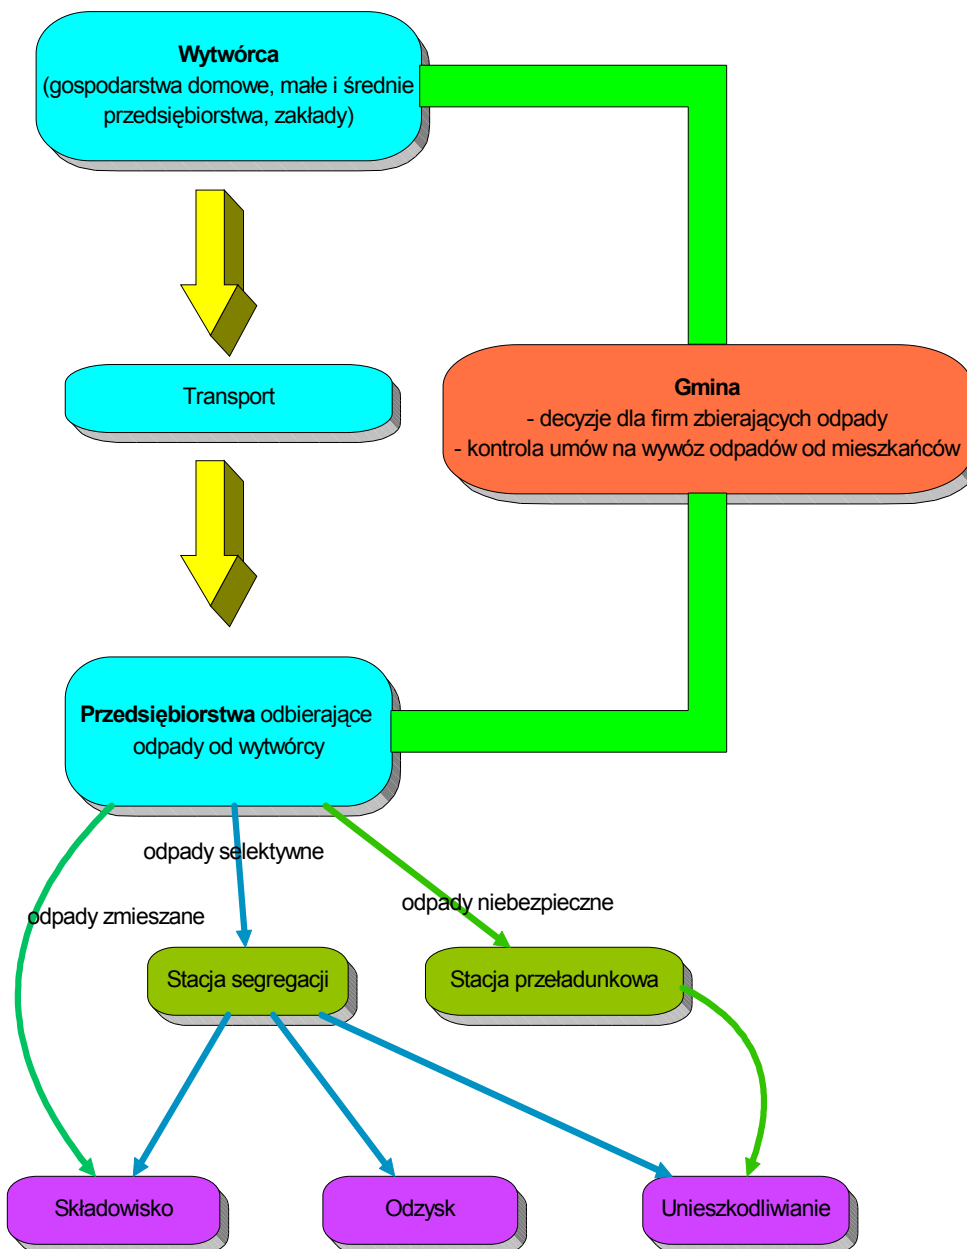 Wytwórca
(gospodarstwa domowe, małe i średnie
przedsiębiorstwa, zakłady)
Transport
Gmina
- decyzje dla firm zbierających odpady
- kontrola umów na wywóz odpadów od mieszkańców
Przedsiębiorstwa odbierające
odpady od wytwórcy
odpady selektywne
odpady zmieszane
odpady niebezpieczne
Stacja segregacji
Stacja przeładunkowa
Składowisko
Odzysk
Unieszkodliwianie